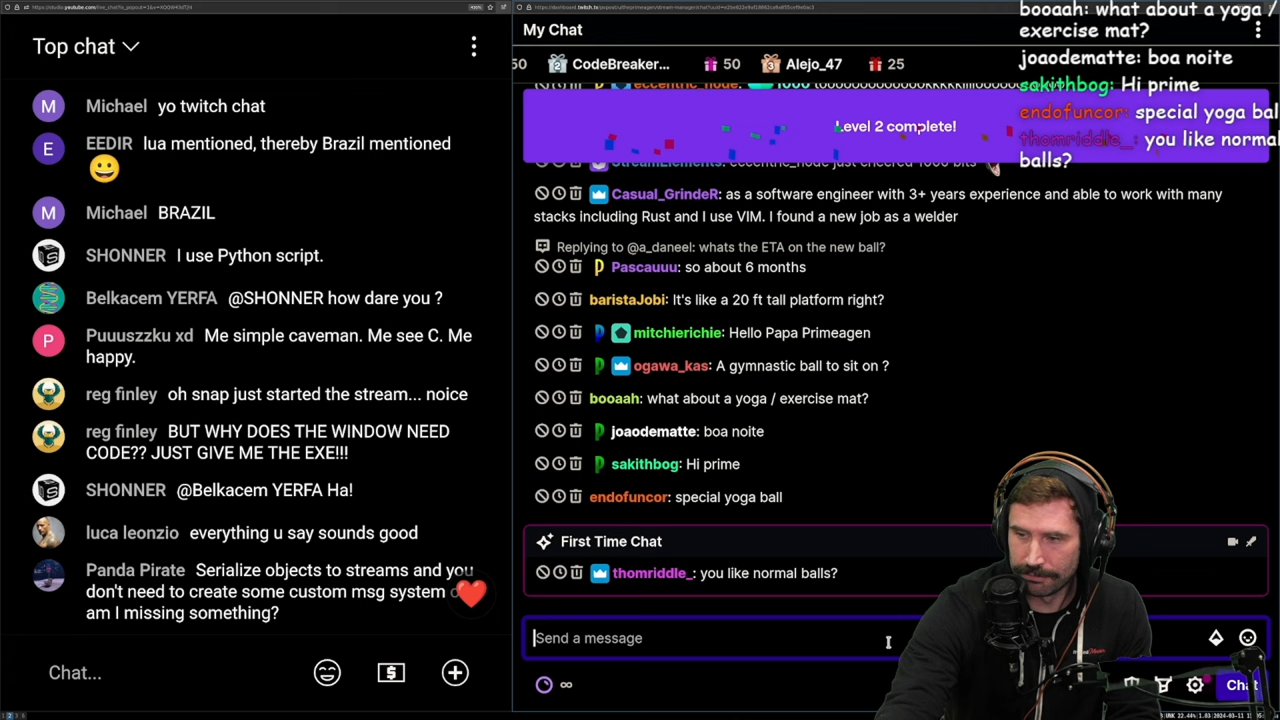 Top chat
M Michael yo twitch chat
E EEDIR lua mentioned, thereby Brazil mentioned
M Michael BRAZIL
SHONNER I use Python script.
Belkacem YERFA @SHONNER how dare you ?
P Puuuszzku xd Me simple caveman. Me see C. Me
happy.
reg finley oh snap just started the stream... noice
reg finley BUT WHY DOES THE WINDOW NEED
CODE?? JUST GIVE ME THE EXE!!!
SHONNER @Belkacem YERFA Ha!
luca leonzio everything u say sounds good
Panda Pirate Serialize objects to streams and you
don't need to create some custom msg system
am I missing something?
Chat...
My Chat
50 2 CodeBreaker... 50 3 Alejo_47 25
Level 2 complete!
StreamElements: eccentric_node just cheered 1000 bits
Casual_GrindeR: as a software engineer with 3+ years experience and able to work with many
stacks including Rust and I use VIM. I found a new job as a welder
Replying to @a_daneel: whats the ETA on the new ball?
Pascauuu: so about 6 months
baristaJobi: It's like a 20 ft tall platform right?
mitchierichie: Hello Papa Primeagen
ogawa_kas: A gymnastic ball to sit on ?
booaah: what about a yoga / exercise mat?
joaodematte: boa noite
sakithbog: Hi prime
endofuncor: special yoga ball
First Time Chat
thomriddle_: you like normal balls?
Send a message
Chat
booaah: what about a yoga /
exercise mat?
joaodematte: boa noite
sakithbog: Hi prime
endofuncor: special yoga bal
thomriddle_: you like normal
balls?